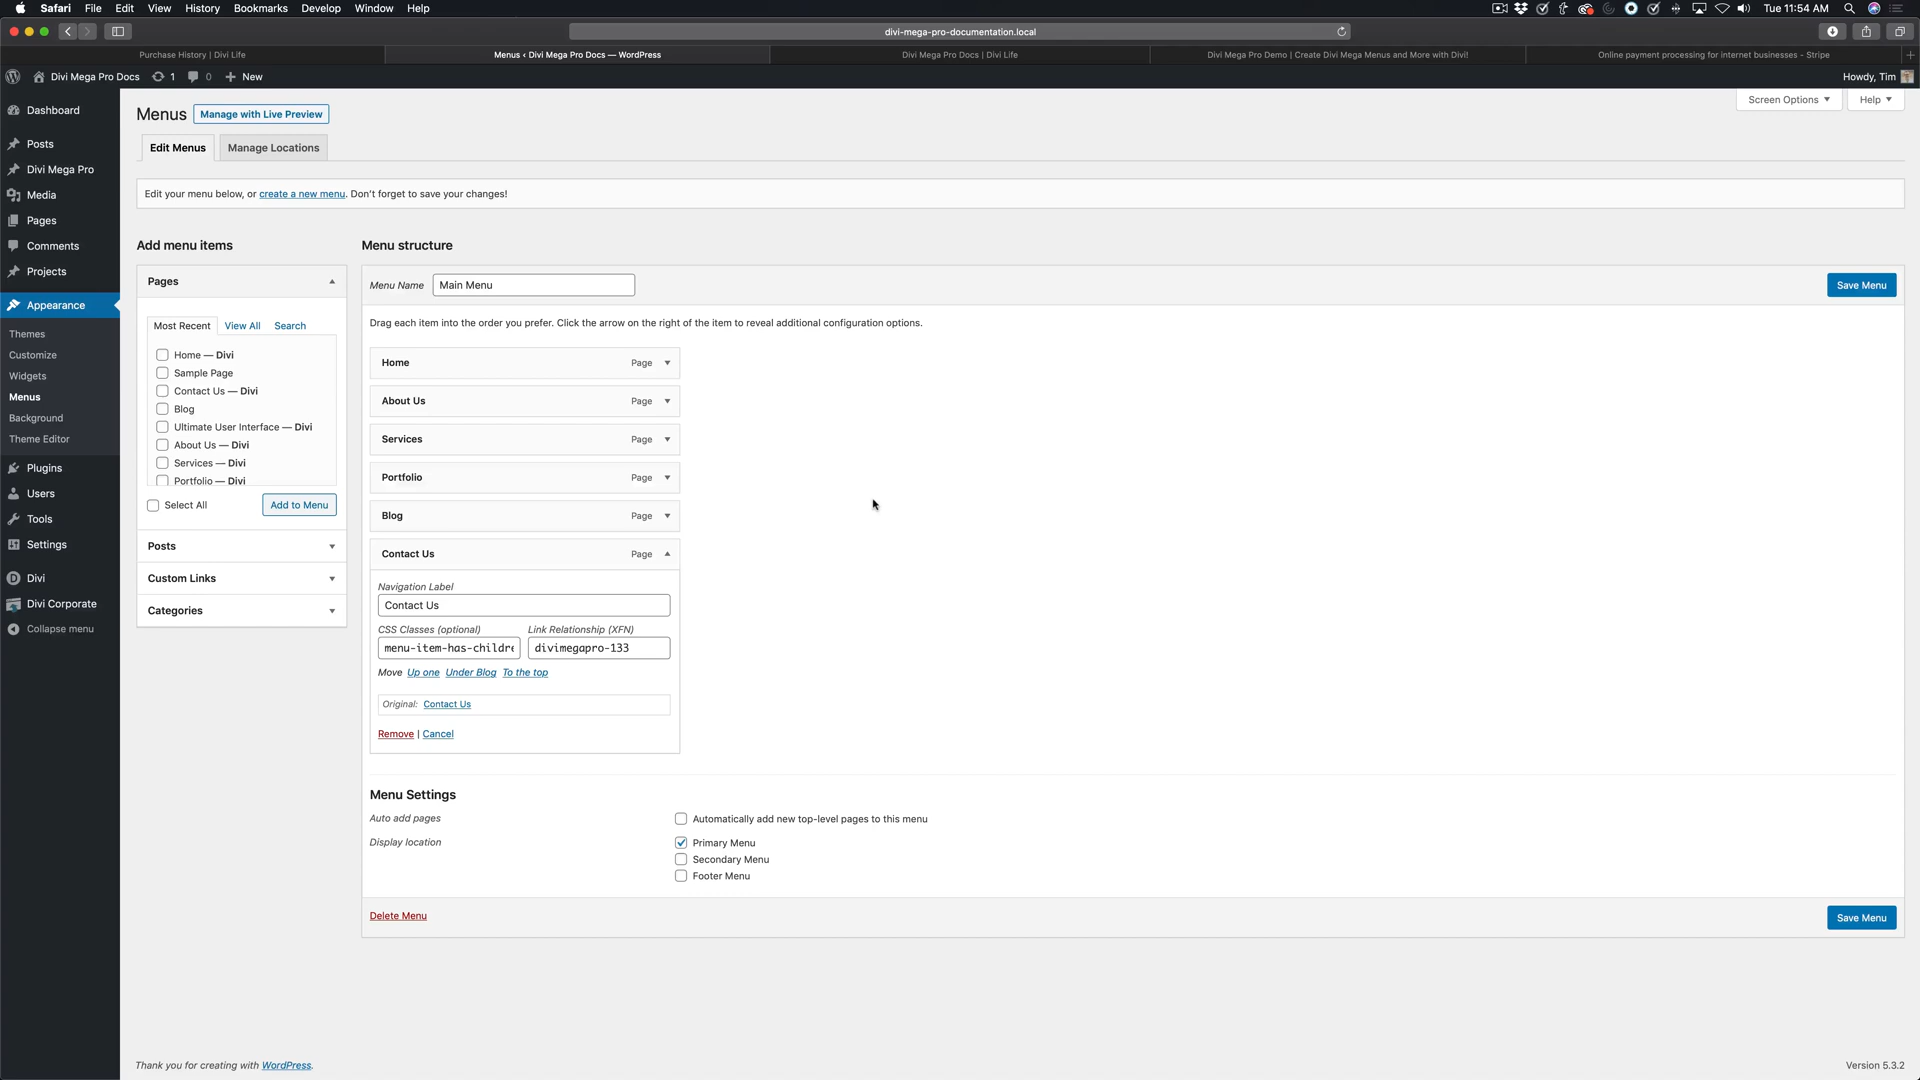 Safari File Edit View History Bookmarks Develop Window Help
Tue 11:54 AM
divi-mega-pro-documentation.local
Purchase History | Divi Life
Menus ‹ Divi Mega Pro Docs — WordPress
Divi Mega Pro Docs | Divi Life
Divi Mega Pro Demo | Create Divi Mega Menus and More with Divi!
Online payment processing for internet businesses - Stripe
Divi Mega Pro Docs 1 0 New
Howdy, Tim
Dashboard
Posts
Divi Mega Pro
Media
Pages
Comments
Projects
Appearance
Themes
Customize
Widgets
Menus
Background
Theme Editor
Plugins
Users
Tools
Settings
Divi
Divi Corporate
Collapse menu
Menus Manage with Live Preview
Screen Options Help
Edit Menus Manage Locations
Edit your menu below, or create a new menu. Don't forget to save your changes!
Add menu items
Pages
Most Recent View All Search
Home — Divi
Sample Page
Contact Us — Divi
Blog
Ultimate User Interface — Divi
About Us — Divi
Services — Divi
Portfolio — Divi
Select All Add to Menu
Posts
Custom Links
Categories
Menu structure
Menu Name Main Menu Save Menu
Drag each item into the order you prefer. Click the arrow on the right of the item to reveal additional configuration options.
Home Page
About Us Page
Services Page
Portfolio Page
Blog Page
Contact Us Page
Navigation Label
Contact Us
CSS Classes (optional) Link Relationship (XFN)
menu-item-has-childre divimegapro-133
Move Up one Under Blog To the top
Original: Contact Us
Remove | Cancel
Menu Settings
Auto add pages Automatically add new top-level pages to this menu
Display location Primary Menu
Secondary Menu
Footer Menu
Delete Menu Save Menu
Thank you for creating with WordPress.
Version 5.3.2